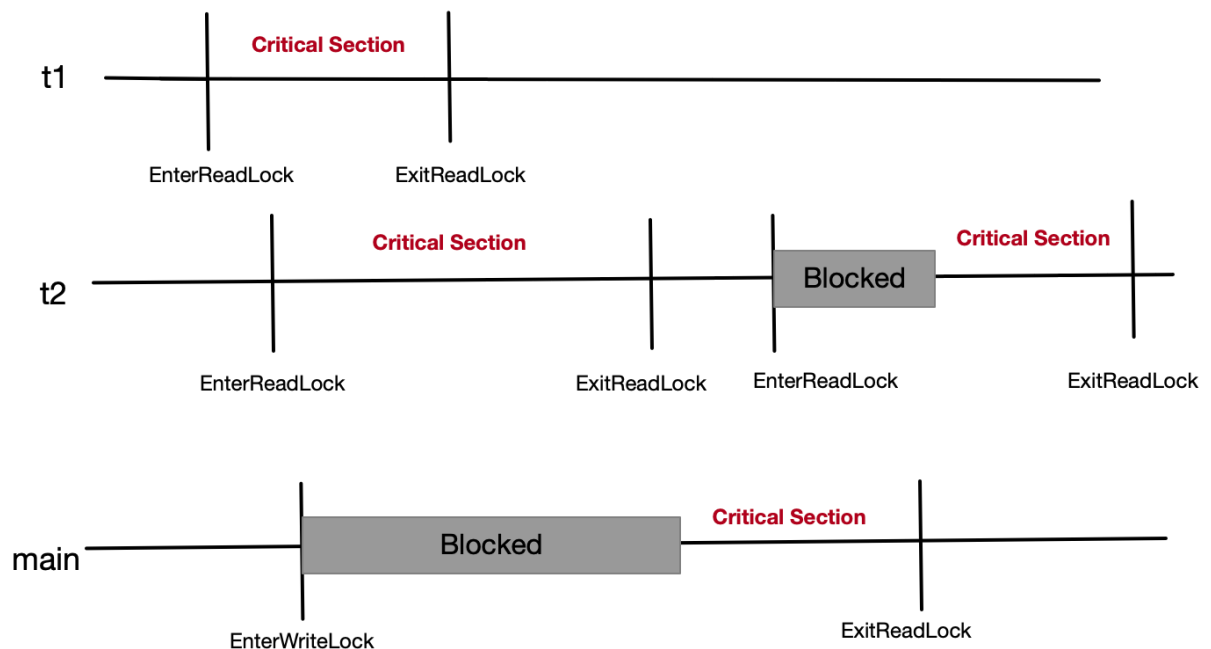 Critical Section
t1
EnterReadLock
ExitReadLock
Critical Section
Critical Section
t2
Blocked
EnterReadLock
ExitReadLock
EnterReadLock
ExitReadLock
Critical Section
main
Blocked
EnterWriteLock
ExitReadLock